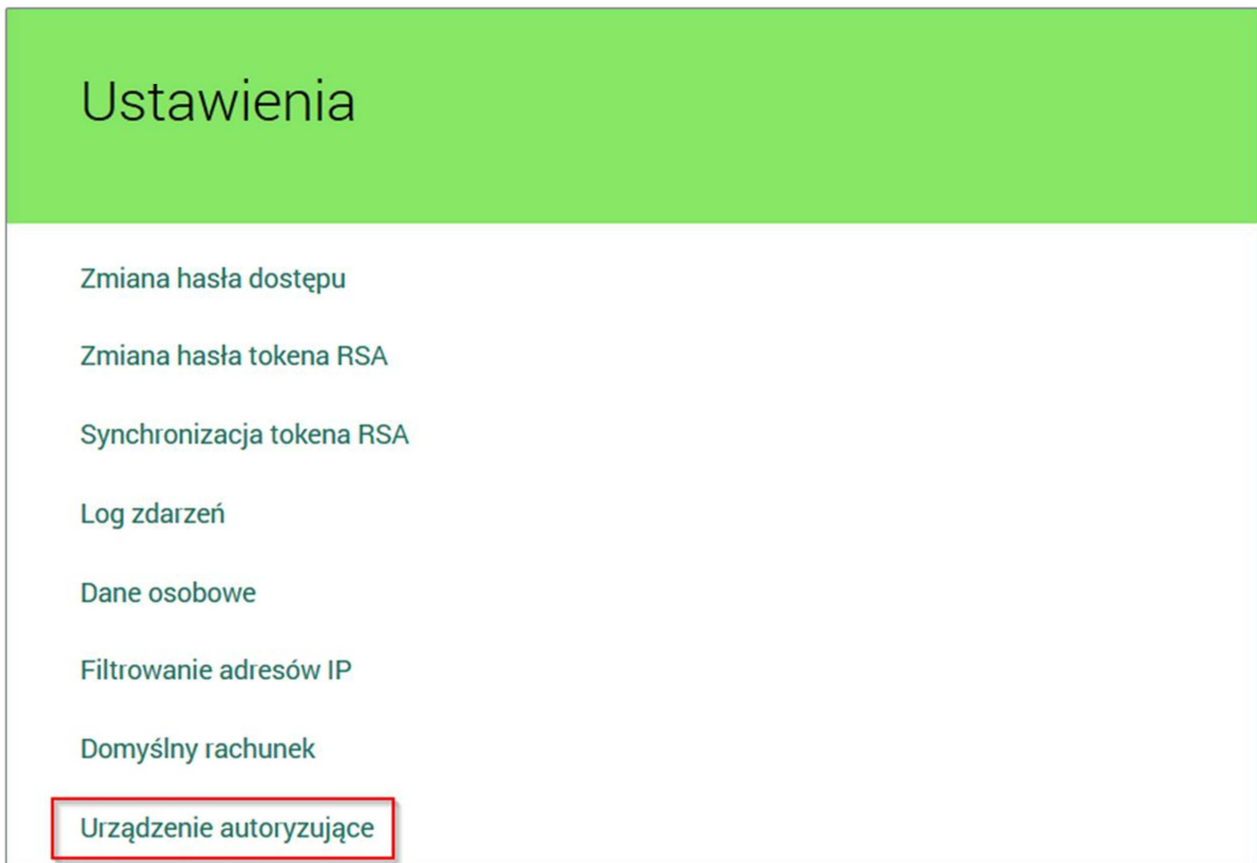 Ustawienia
Zmiana hasła dostępu
Zmiana hasła tokena RSA
Synchronizacja tokena RSA
Log zdarzeń
Dane osobowe
Filtrowanie adresów IP
Domyślny rachunek
Urządzenie autoryzujące